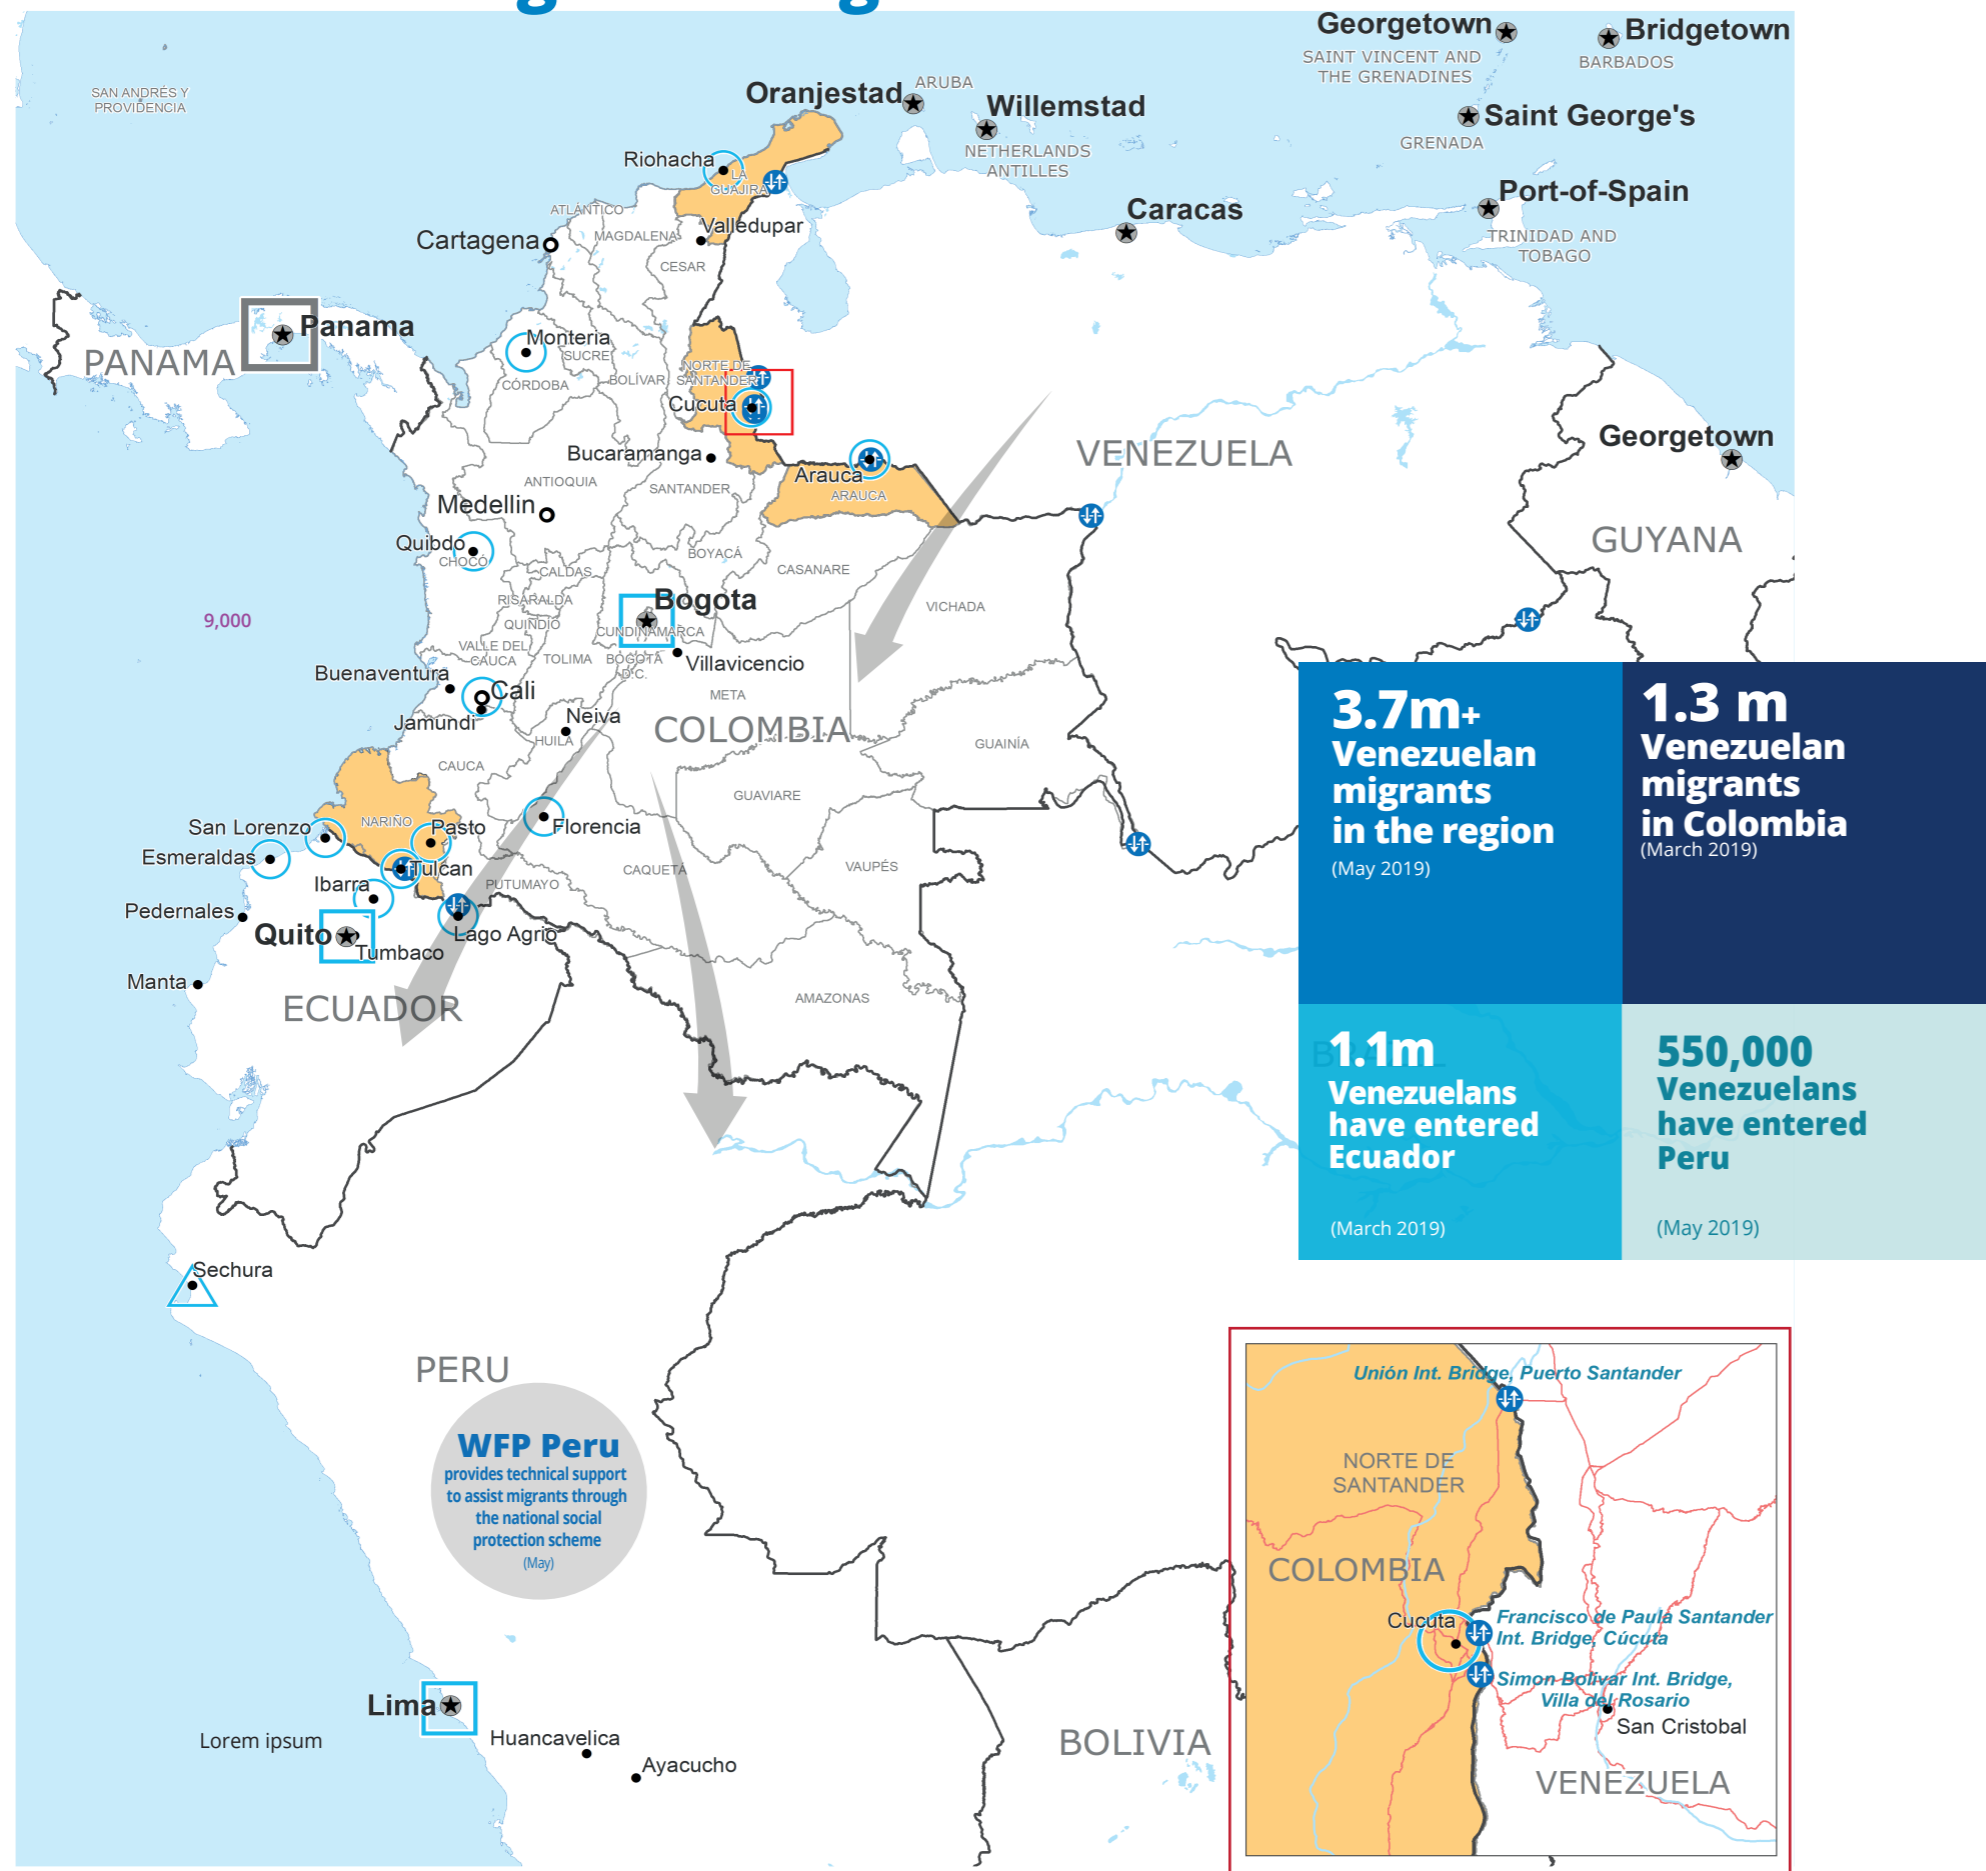 Georgetown
Bridgetown
SAINT VINCENT AND
THE GRENADINES
BARBADOS
SAN ANDRÉS Y
PROVIDENCIA
Oranjestad
ARUBA
Willemstad
Saint George's
GRENADA
NETHERLANDS
ANTILLES
Riohacha
LA
GUAJIRA
Port-of-Spain
TRINIDAD AND
TOBAGO
Caracas
ATLÁNTICO
MAGDALENA
Valledupar
Cartagena
CESAR
Panama
PANAMA
Monteria
SUCRE
CÓRDOBA
BOLÍVAR
NORTE DE
SANTANDER
Cucuta
VENEZUELA
Georgetown
Bucaramanga
Arauca
ARAUCA
ANTIOQUIA
SANTANDER
Medellin
GUYANA
Quibdo
CHOCÓ
BOYACÁ
CASANARE
CALDAS
RISARALDA
Bogota
VICHADA
9,000
QUINDÍO
CUNDINAMARCA
VALLE DEL
CAUCA
TOLIMA
BOGOTÁ
D.C.
Villavicencio
Buenaventura
Cali
META
Jamundi
Neiva
COLOMBIA
HUILA
GUAINÍA
CAUCA
GUAVIARE
San Lorenzo
NARIÑO
Pasto
Florencia
Esmeraldas
Tulcan
CAQUETÁ
VAUPÉS
Ibarra
PUTUMAYO
Pedernales
Quito
Tumbaco
Lago Agrio
Manta
ECUADOR
AMAZONAS
3.7m+
Venezuelan
migrants
in the region
(May 2019)
1.3 m
Venezuelan
migrants
in Colombia
(March 2019)
1.1m
Venezuelans
have entered
Ecuador
(March 2019)
550,000
Venezuelans
have entered
Peru
(May 2019)
Sechura
PERU
WFP Peru
provides technical support
to assist migrants through
the national social
protection scheme
(May)
Lima
Lorem ipsum
Huancavelica
Ayacucho
BOLIVIA
Unión Int. Bridge, Puerto Santander
NORTE DE
SANTANDER
COLOMBIA
Cucuta
Francisco de Paula Santander
Int. Bridge, Cúcuta
Simon Bolivar Int. Bridge,
Villa del Rosario
San Cristobal
VENEZUELA